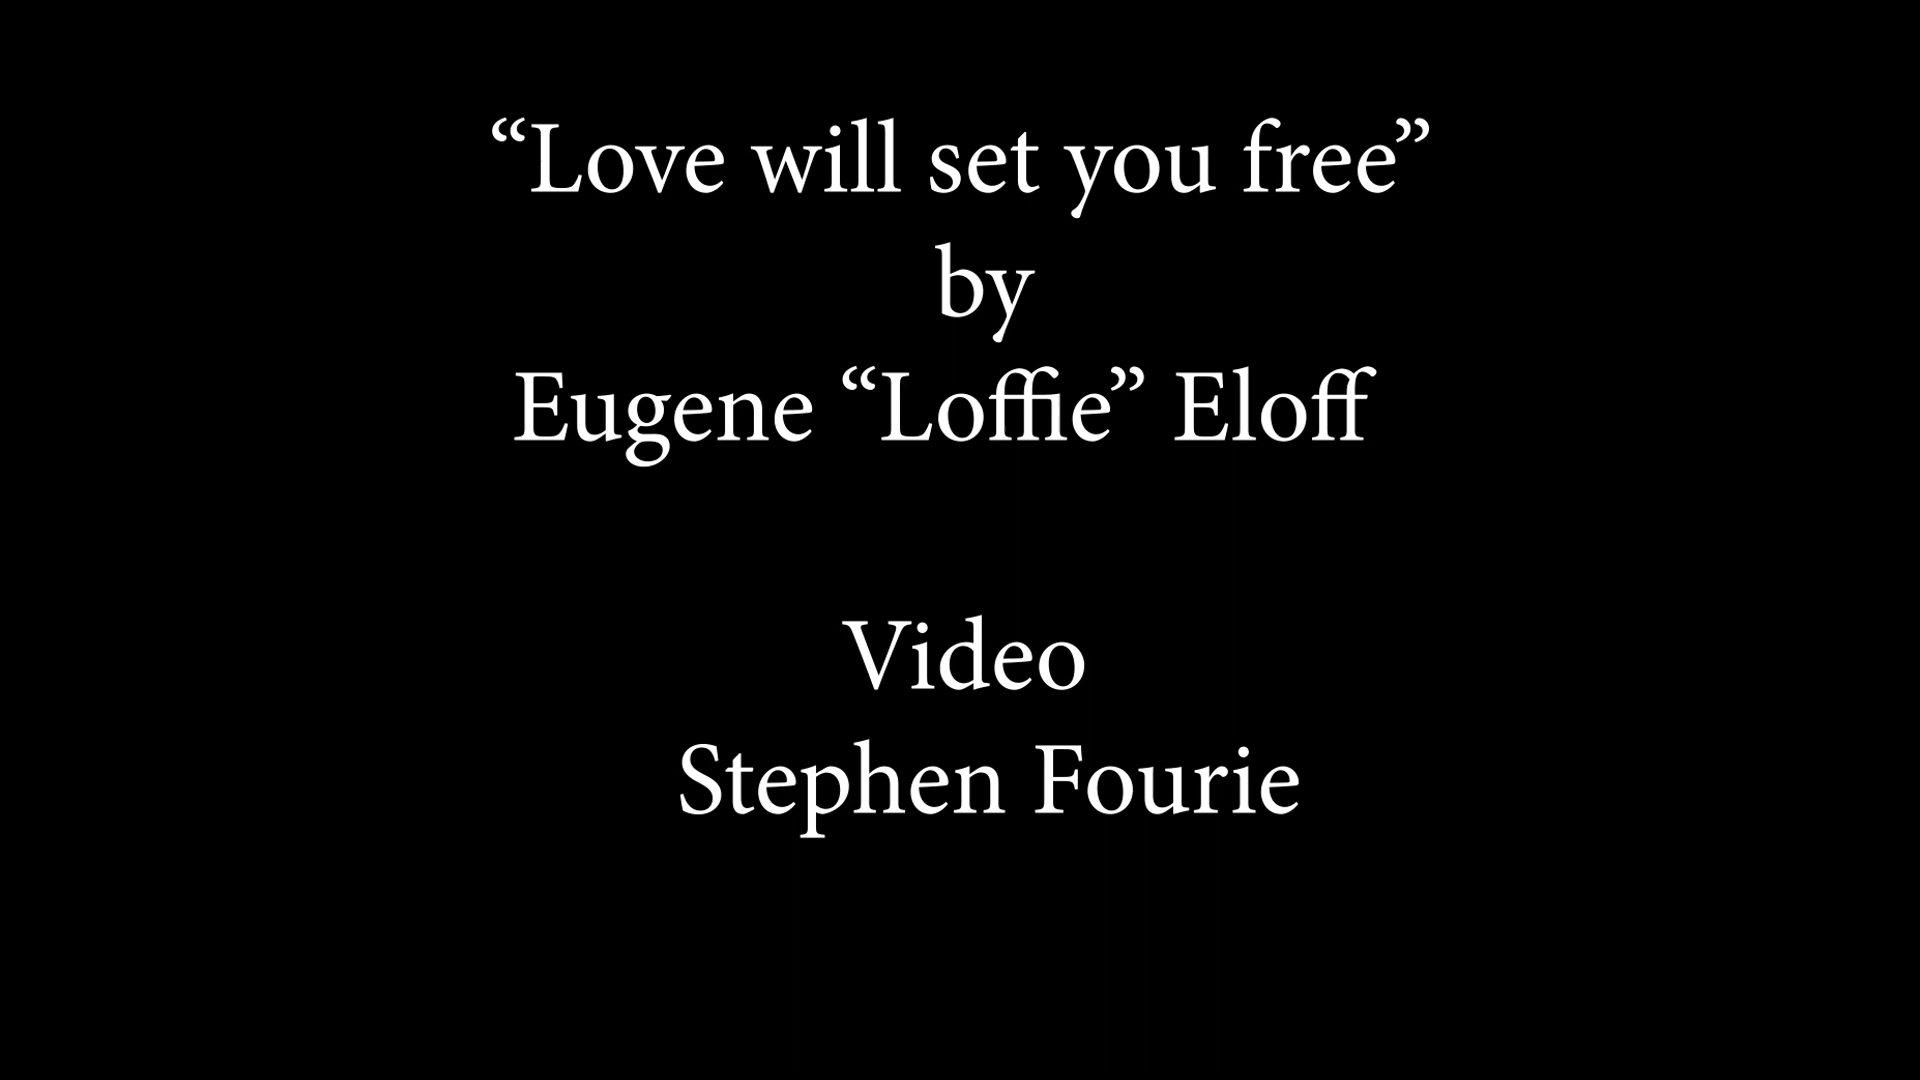 “Love will set you free”
by
Eugene “Loffie” Eloff
Video
Stephen Fourie